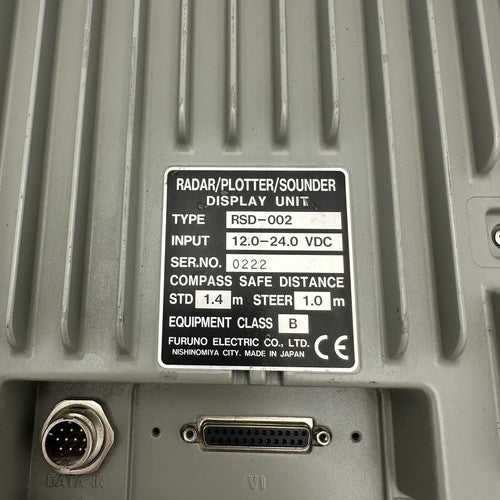 RADAR/PLOTTER/SOUNDER
DISPLAY UNIT
TYPE RSD-002
INPUT 12.0-24.0 VDC
SER.NO. 0222
COMPASS SAFE DISTANCE
STD 1.4 m STEER 1.0 m
EQUIPMENT CLASS B
FURUNO ELECTRIC CO., LTD.
NISHINOMIYA CITY. MADE IN JAPAN CE
DATA IN
VI